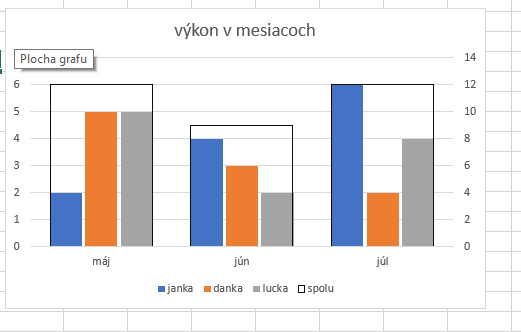 výkon v mesiacoch
Plocha grafu
14
6 12
5 10
4 8
3 6
2 4
1 2
0 0
máj jún júl
janka danka lucka spolu